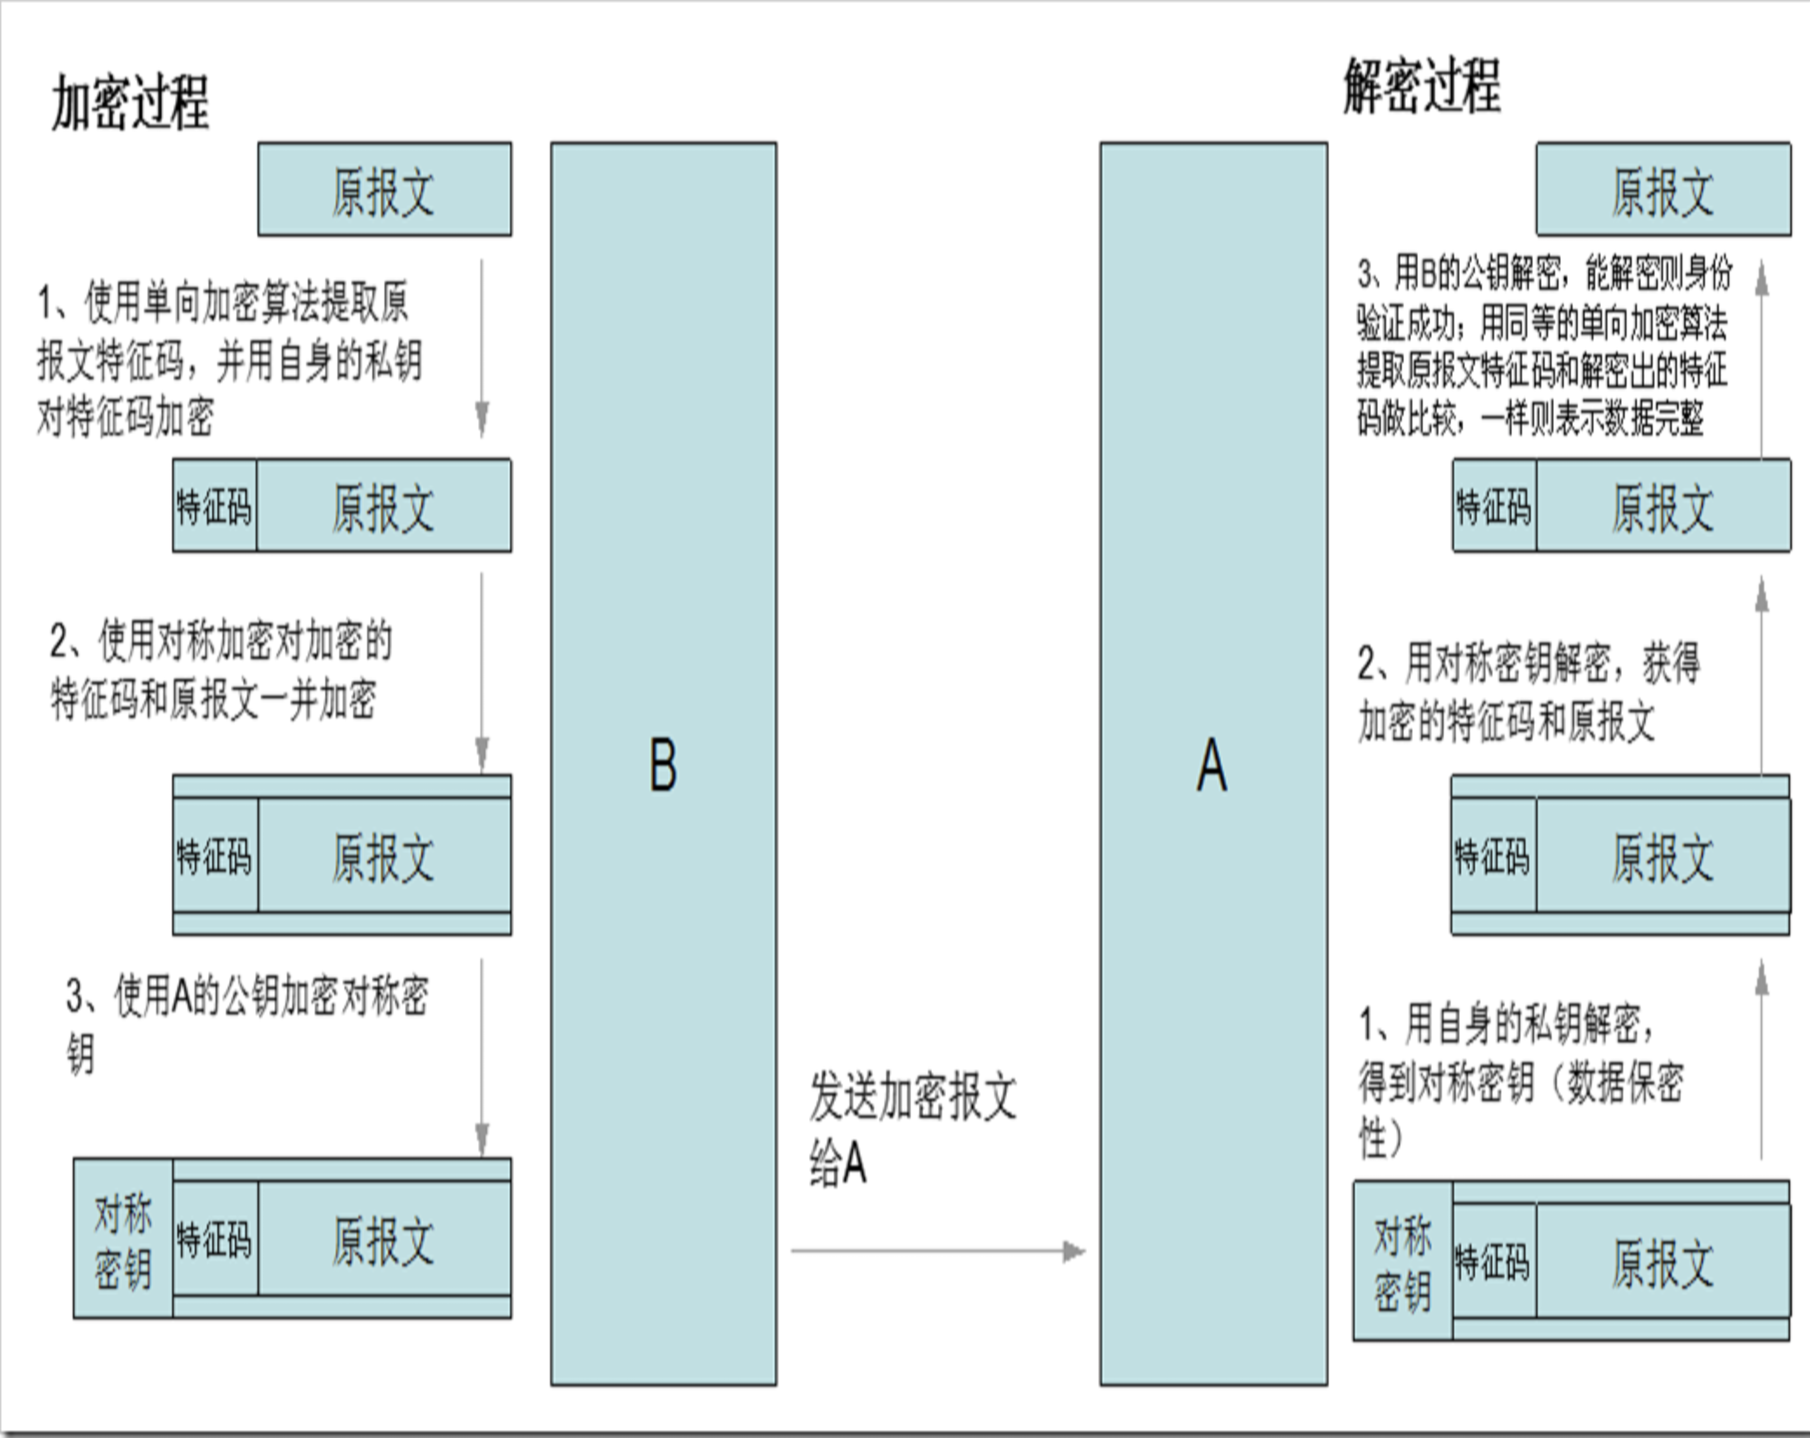 加密过程
原报文
1、使用单向加密算法提取原
报文特征码，并用自身的私钥
对特征码加密
特征码
原报文
2、使用对称加密对加密的
特征码和原报文一并加密
特征码
原报文
3、使用A的公钥加密对称密
钥
对称
密钥
特征码
原报文
B
发送加密报文
给A
A
解密过程
原报文
3、用B的公钥解密，能解密则身份
验证成功；用同等的单向加密算法
提取原报文特征码和解密出的特征
码做比较，一样则表示数据完整
特征码
原报文
2、用对称密钥解密，获得
加密的特征码和原报文
特征码
原报文
1、用自身的私钥解密，
得到对称密钥（数据保密
性）
对称
密钥
特征码
原报文